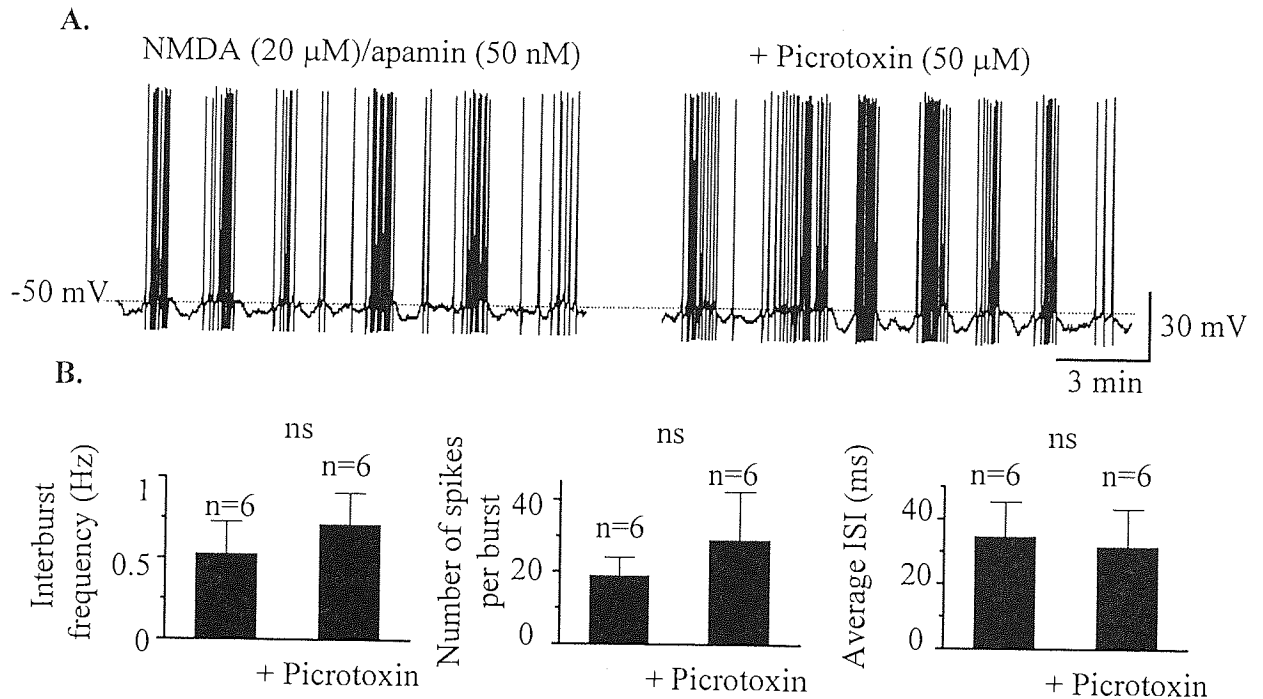 A.
NMDA (20 µM)/apamin (50 nM)
+ Picrotoxin (50 µM)
-50 mV
30 mV
3 min
B.
Interburst
frequency (Hz)
1
0.5
0
ns
n=6
n=6
+ Picrotoxin
Number of spikes
per burst
40
20
0
ns
n=6
n=6
+ Picrotoxin
Average ISI (ms)
40
20
0
ns
n=6
n=6
+ Picrotoxin